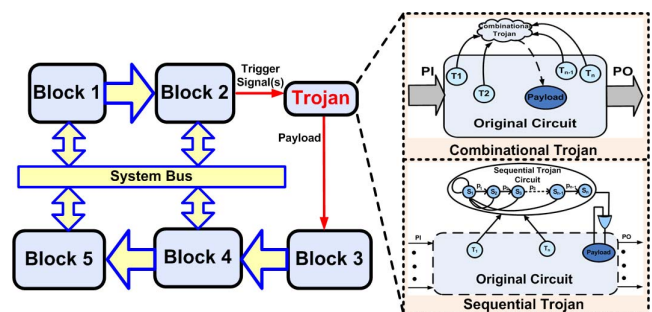 Block 1
Block 2
Trigger
Signal(s)
Trojan
Payload
System Bus
Block 5
Block 4
Block 3
Combinational
Trojan
PI
PO
T1
T2
Tn-1
Tn
Payload
Original Circuit
Combinational Trojan
Sequential Trojan
Circuit
S1
P1
S2
S3
Sn-1
Sn
PI
PO
T1
Tn
Payload
Original Circuit
Sequential Trojan